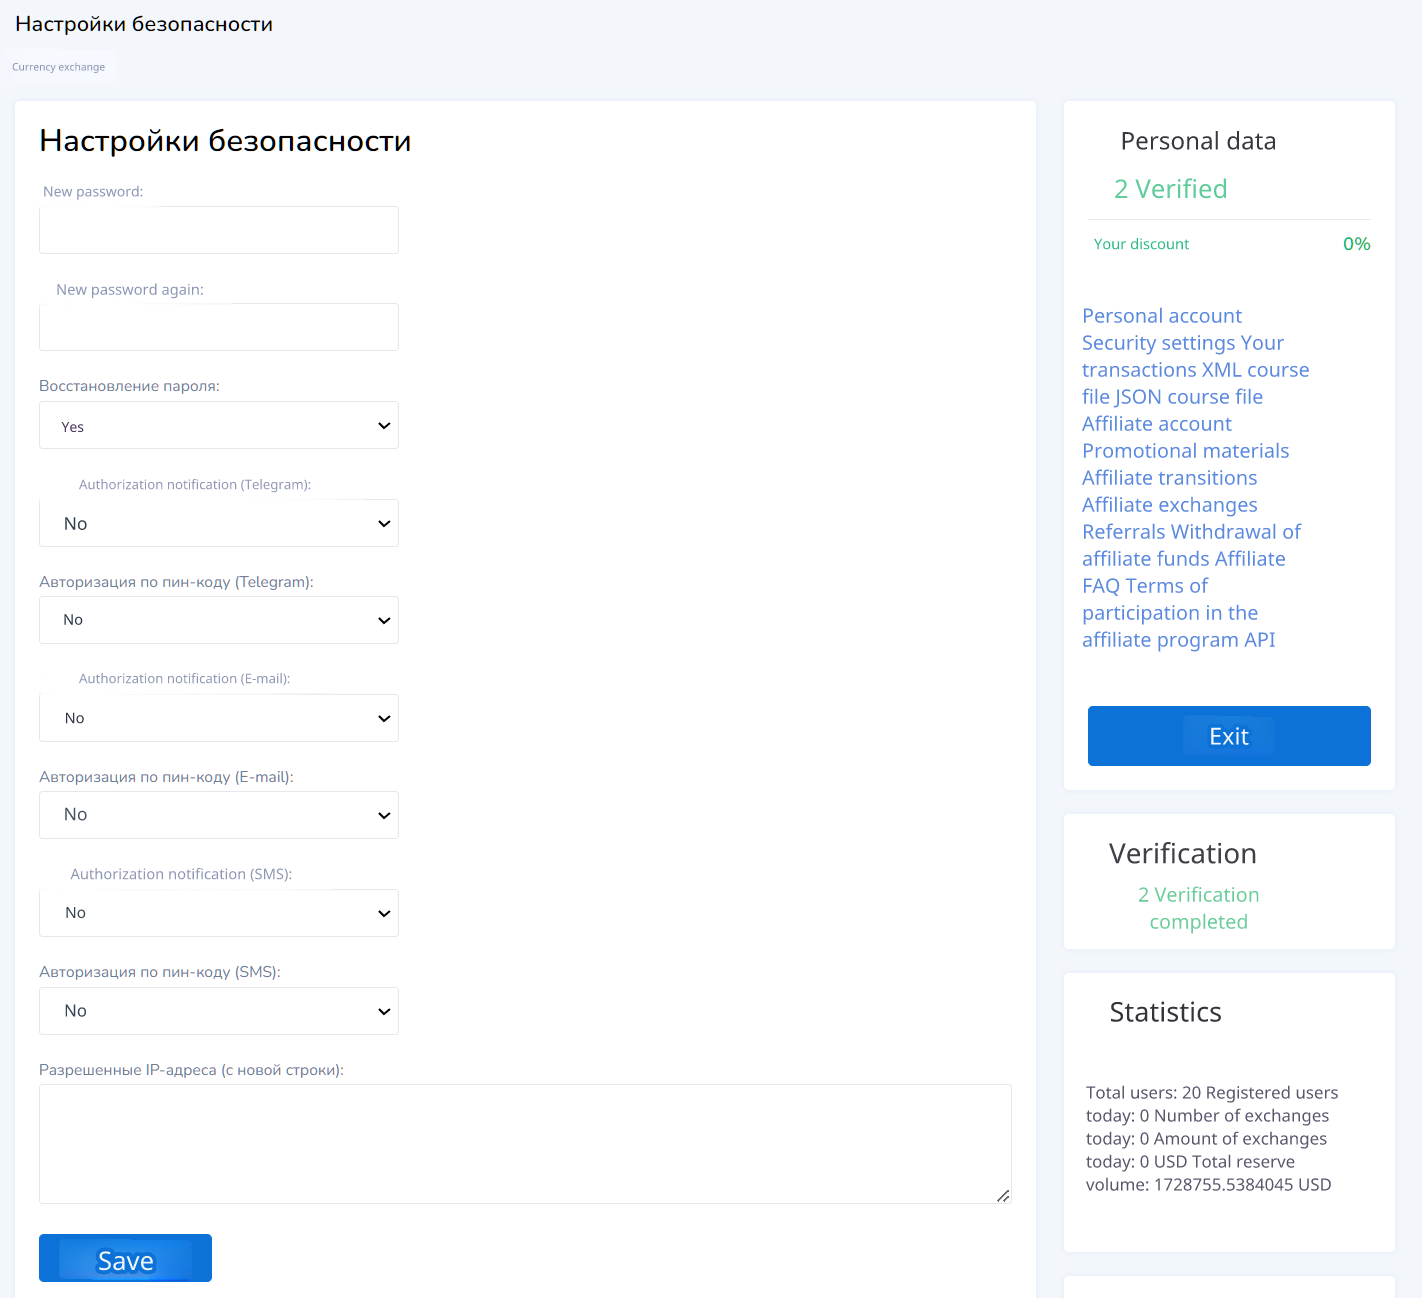 Настройки безопасности
Currency exchange
Настройки безопасности
New password:
New password again:
Восстановление пароля:
Yes
Authorization notification (Telegram):
No
Авторизация по пин-коду (Telegram):
No
Authorization notification (E-mail):
No
Авторизация по пин-коду (E-mail):
No
Authorization notification (SMS):
No
Авторизация по пин-коду (SMS):
No
Разрешенные IP-адреса (с новой строки):
Save
Personal data
2 Verified
Your discount 0%
Personal account
Security settings Your
transactions XML course
file JSON course file
Affiliate account
Promotional materials
Affiliate transitions
Affiliate exchanges
Referrals Withdrawal of
affiliate funds Affiliate
FAQ Terms of
participation in the
affiliate program API
Exit
Verification
2 Verification
completed
Statistics
Total users: 20 Registered users
today: 0 Number of exchanges
today: 0 Amount of exchanges
today: 0 USD Total reserve
volume: 1728755.5384045 USD